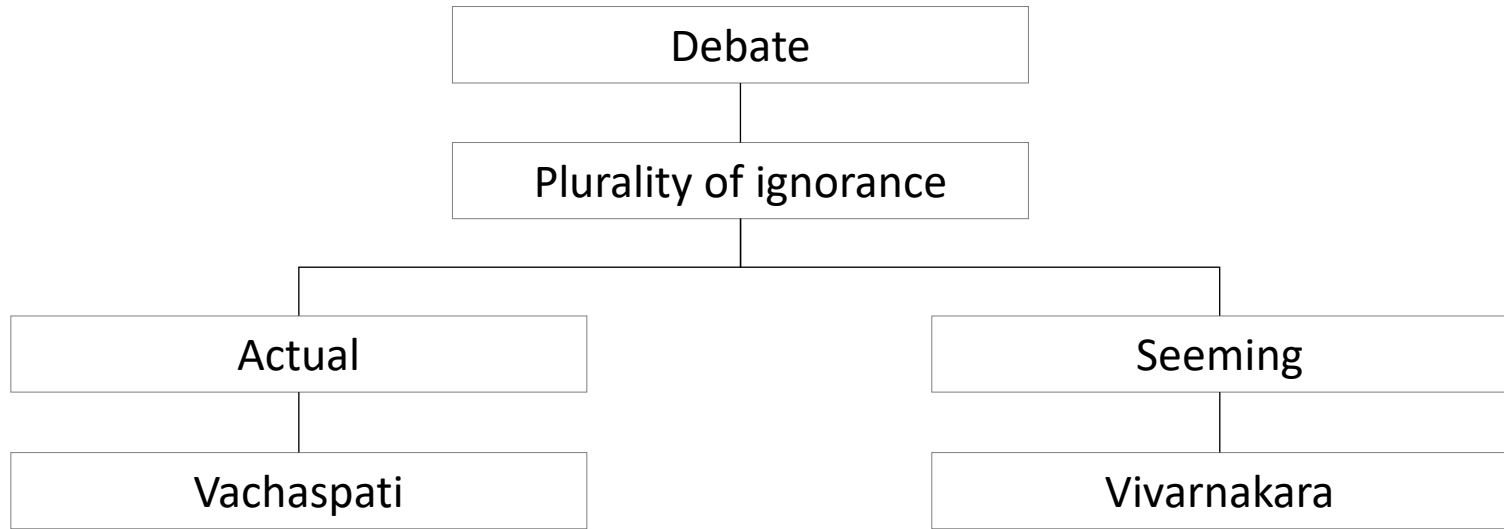 Debate
Plurality of ignorance
Actual
Seeming
Vachaspati
Vivarnakara